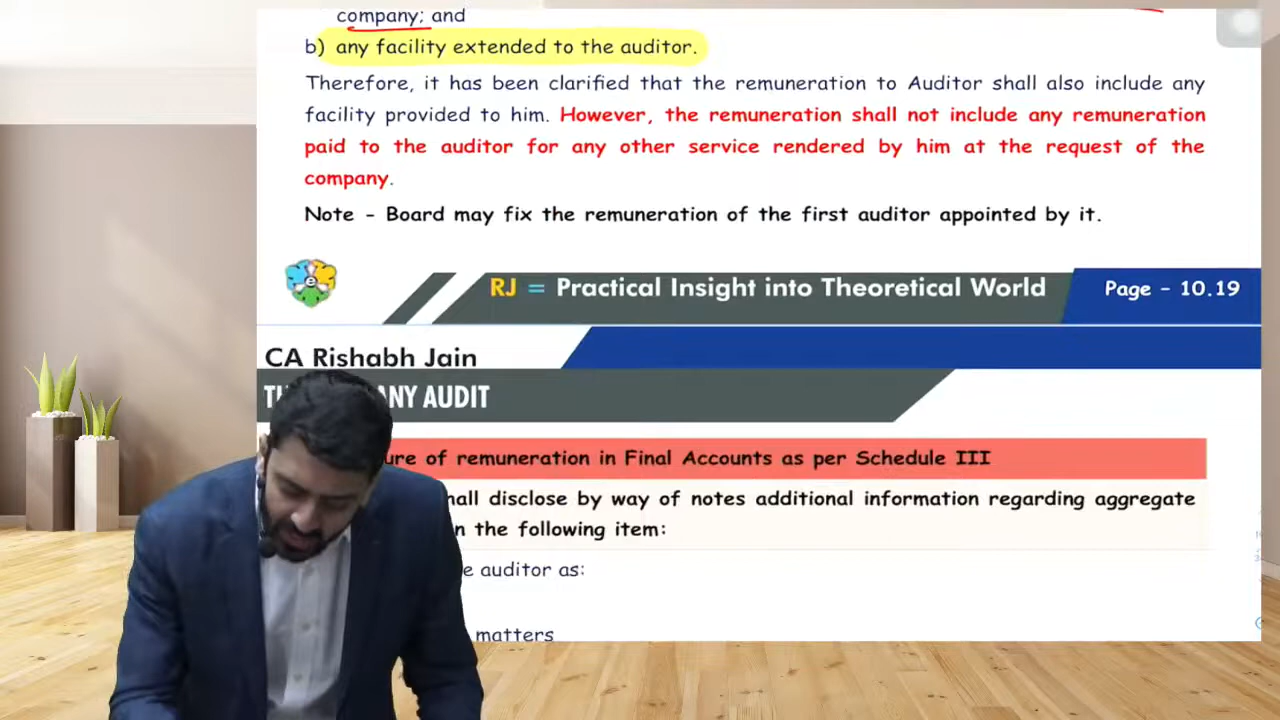 company; and
b) any facility extended to the auditor.
Therefore, it has been clarified that the remuneration to Auditor shall also include any
facility provided to him. However, the remuneration shall not include any remuneration
paid to the auditor for any other service rendered by him at the request of the
company.
Note - Board may fix the remuneration of the first auditor appointed by it.
e
RJ = Practical Insight into Theoretical World
Page - 10.19
CA Rishabh Jain
AUDIT
of remuneration in Final Accounts as per Schedule III
disclose by way of notes additional information regarding aggregate
the following item:
auditor as:
matters